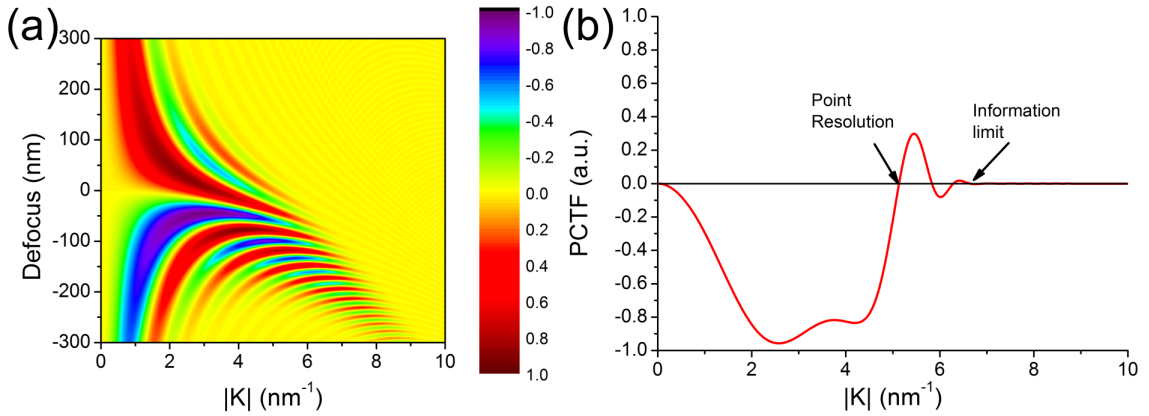 (a)
300
200
100
0
-100
-200
-300
Defocus (nm)
0 2 4 6 8 10
|K| (nm-1)
-1.0
-0.8
-0.6
-0.4
-0.2
0.0
0.2
0.4
0.6
0.8
1.0
(b)
1.0
0.8
0.6
0.4
0.2
0.0
-0.2
-0.4
-0.6
-0.8
-1.0
PCTF (a.u.)
Point
Resolution
Information
limit
0 2 4 6 8 10
|K| (nm-1)